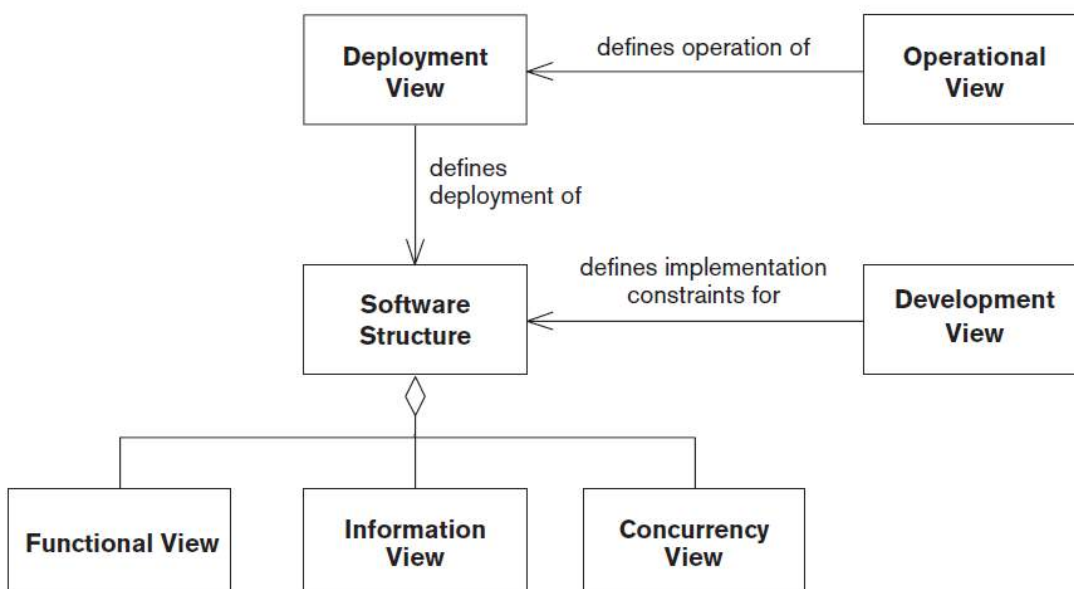 defines operation of
Deployment
View
Operational
View
defines
deployment of
defines implementation
constraints for
Software
Structure
Development
View
Functional View
Information
View
Concurrency
View